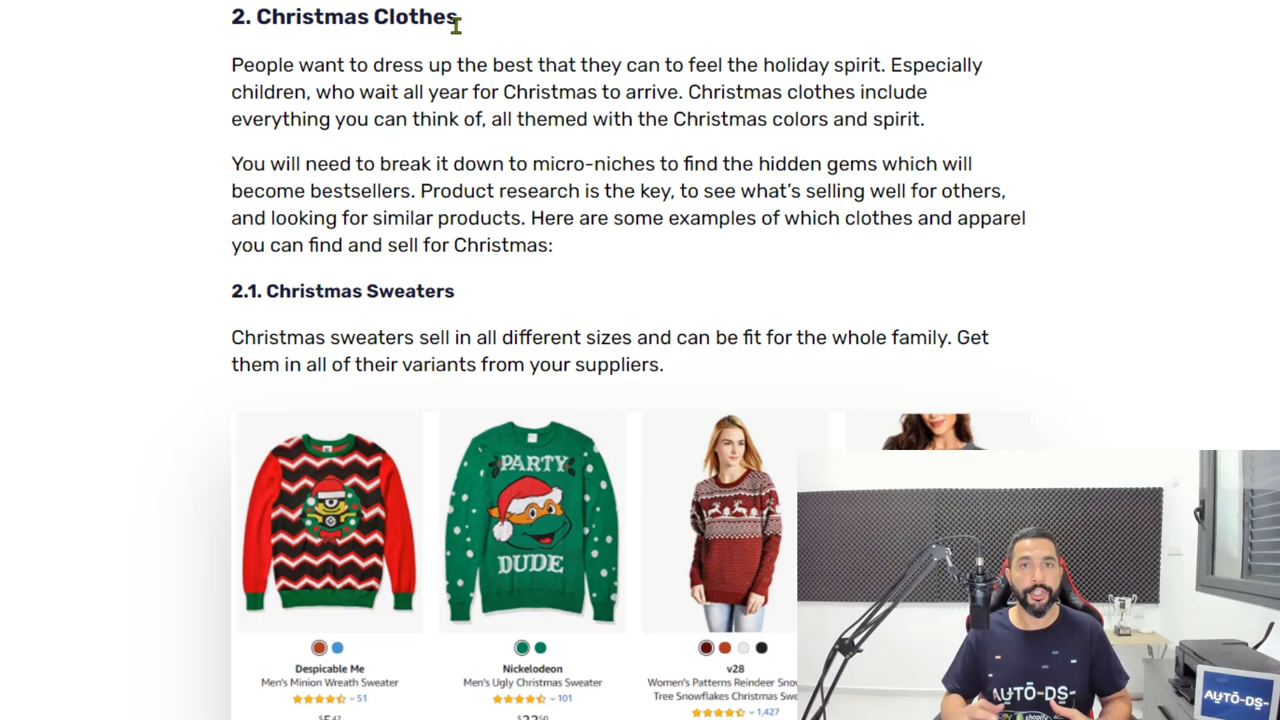 2. Christmas Clothes
People want to dress up the best that they can to feel the holiday spirit. Especially
children, who wait all year for Christmas to arrive. Christmas clothes include
everything you can think of, all themed with the Christmas colors and spirit.
You will need to break it down to micro-niches to find the hidden gems which will
become bestsellers. Product research is the key, to see what’s selling well for others,
and looking for similar products. Here are some examples of which clothes and apparel
you can find and sell for Christmas:
2.1. Christmas Sweaters
Christmas sweaters sell in all different sizes and can be fit for the whole family. Get
them in all of their variants from your suppliers.
PARTY
DUDE
Despicable Me
Men's Minion Wreath Sweater
51
Nickelodeon
Men's Ugly Christmas Sweater
101
v28
Women's Patterns Reindeer
Tree Snowflakes Christmas
1,427
AUTO-DS-
shopify
AUTO-DS-